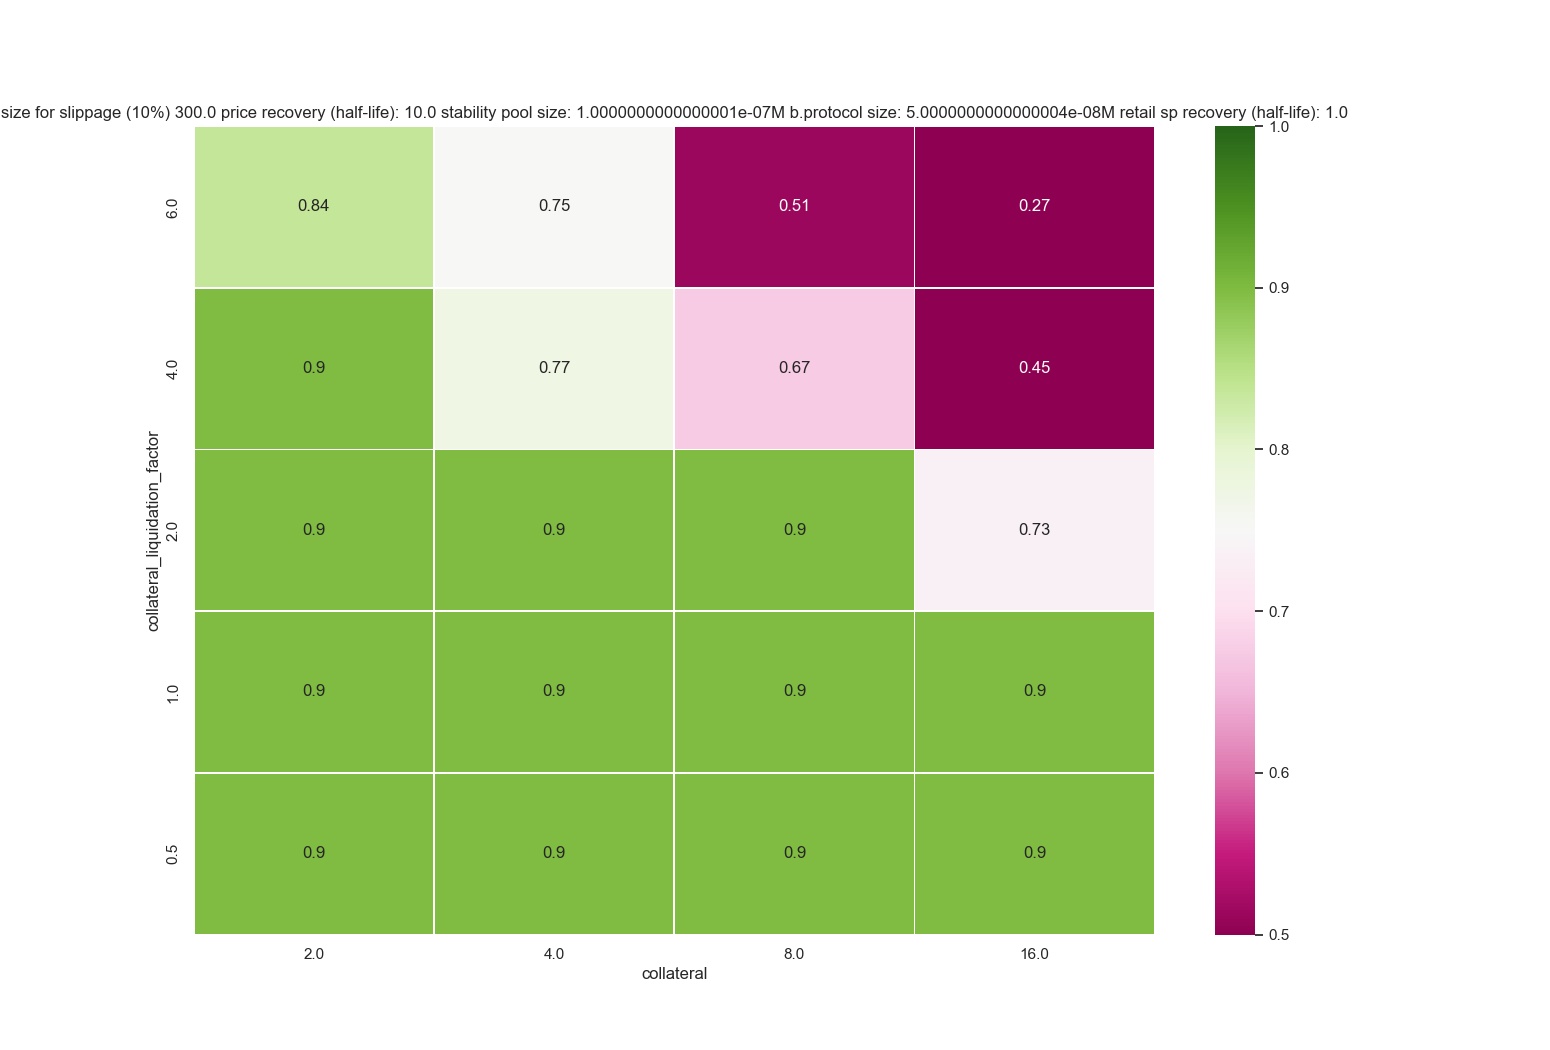 size for slippage (10%) 300.0 price recovery (half-life): 10.0 stability pool size: 1.0000000000000001e-07M b.protocol size: 5.0000000000000004e-08M retail sp recovery (half-life): 1.0
collateral_liquidation_factor
6.0 0.84 0.75 0.51 0.27
4.0 0.9 0.77 0.67 0.45
2.0 0.9 0.9 0.9 0.73
1.0 0.9 0.9 0.9 0.9
0.5 0.9 0.9 0.9 0.9
2.0 4.0 8.0 16.0
collateral
1.0
0.9
0.8
0.7
0.6
0.5